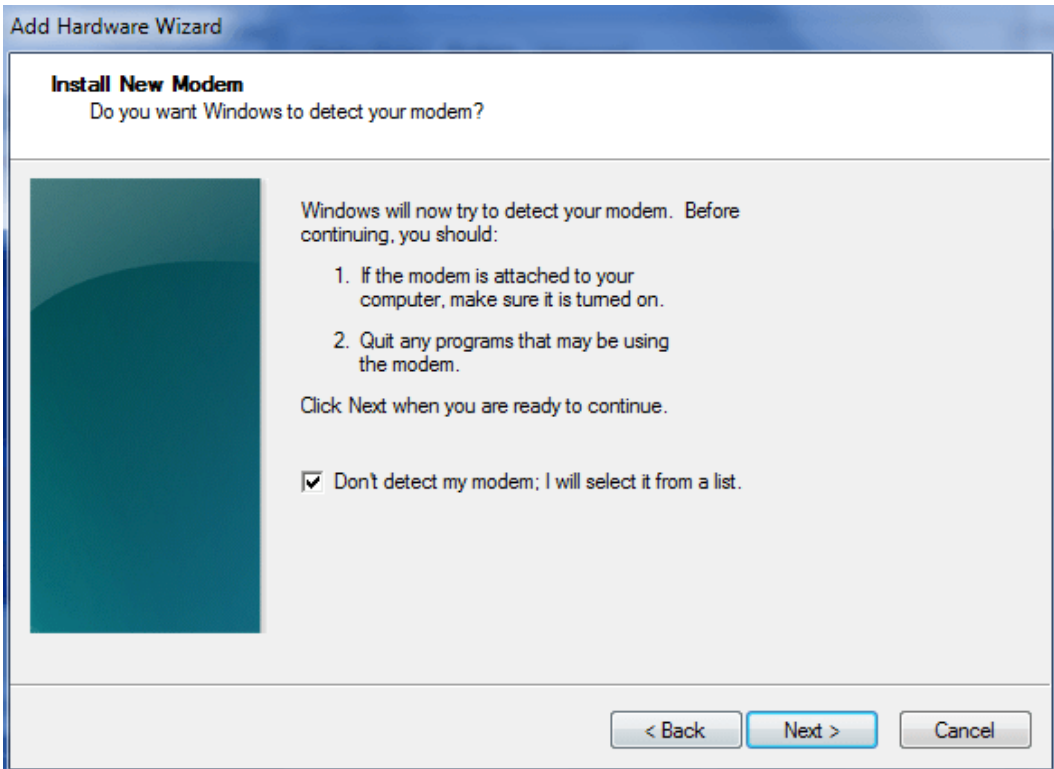 Add Hardware Wizard
Install New Modem
Do you want Windows to detect your modem?
Windows will now try to detect your modem.  Before
continuing, you should:
1. If the modem is attached to your
computer, make sure it is turned on.
2. Quit any programs that may be using
the modem.
Click Next when you are ready to continue.
Don't detect my modem; I will select it from a list.
< Back Next > Cancel